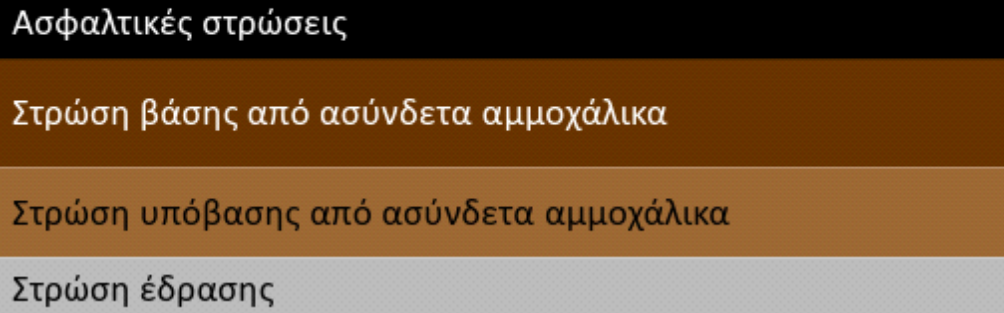 Ασφαλτικές στρώσεις
Στρώση βάσης από ασύνδετα αμμοχάλικα
Στρώση υπόβασης από ασύνδετα αμμοχάλικα
Στρώση έδρασης